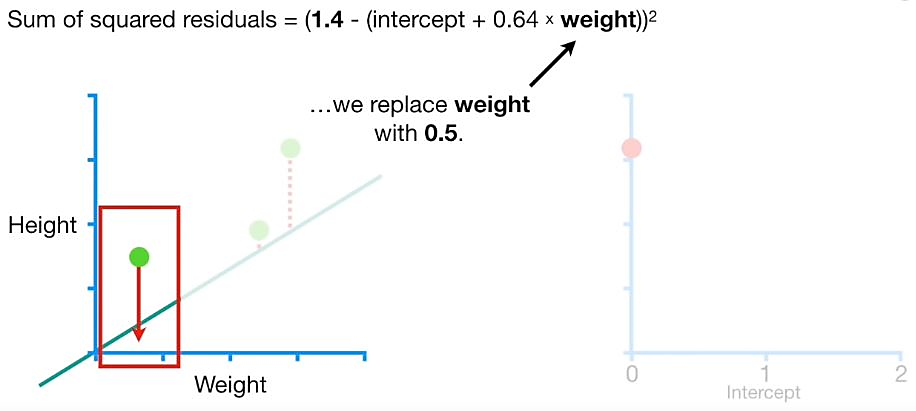 Sum of squared residuals = (1.4 - (intercept + 0.64 × weight))²
...we replace weight
with 0.5.
Height
Weight
0 1 2
Intercept